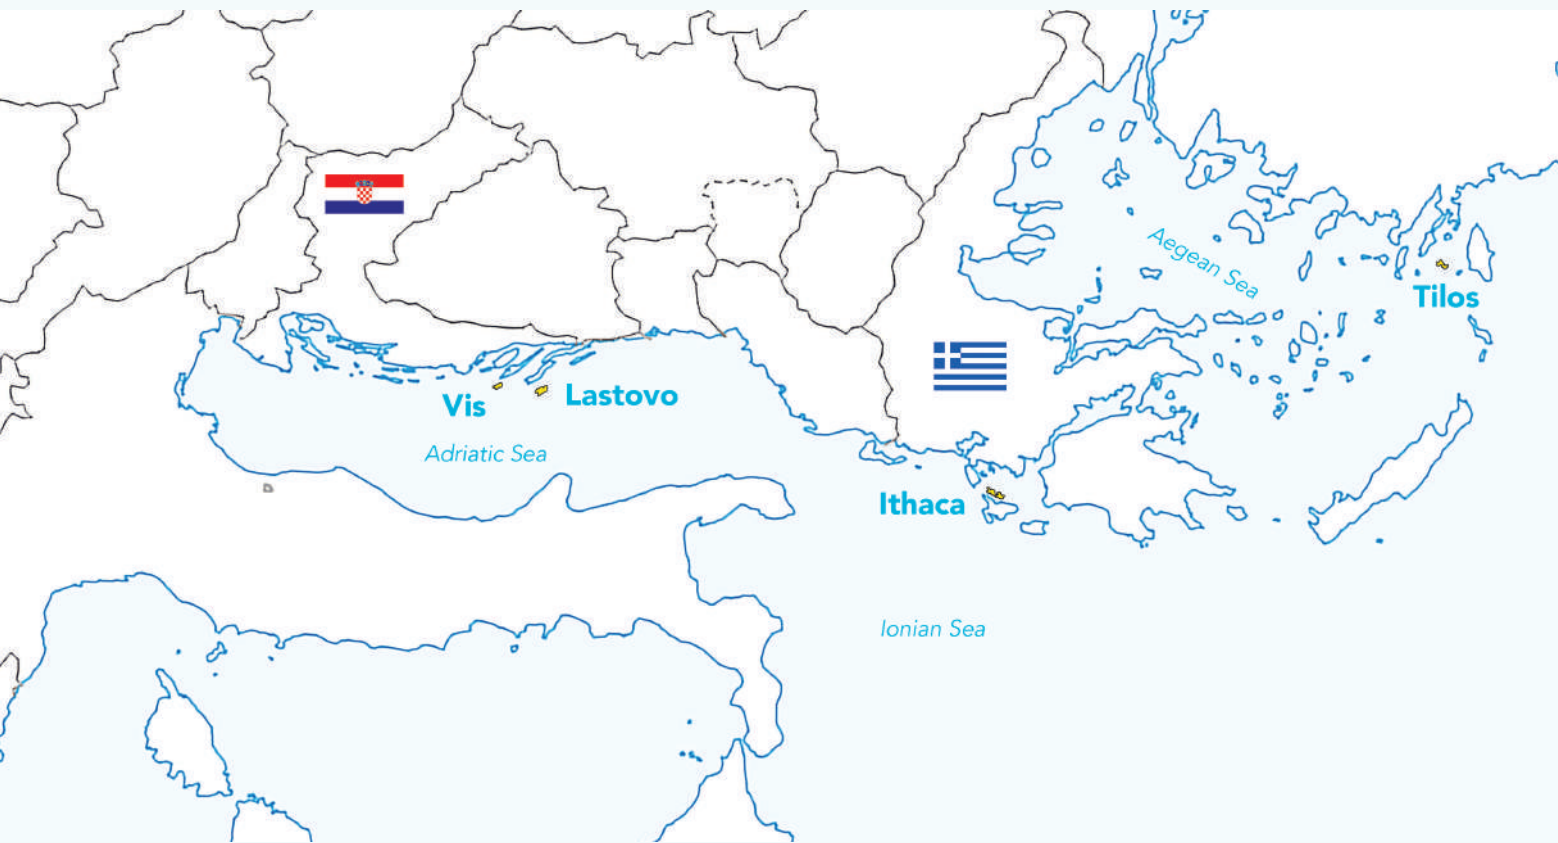 Aegean Sea
Tilos
Vis
Lastovo
Adriatic Sea
Ithaca
Ionian Sea